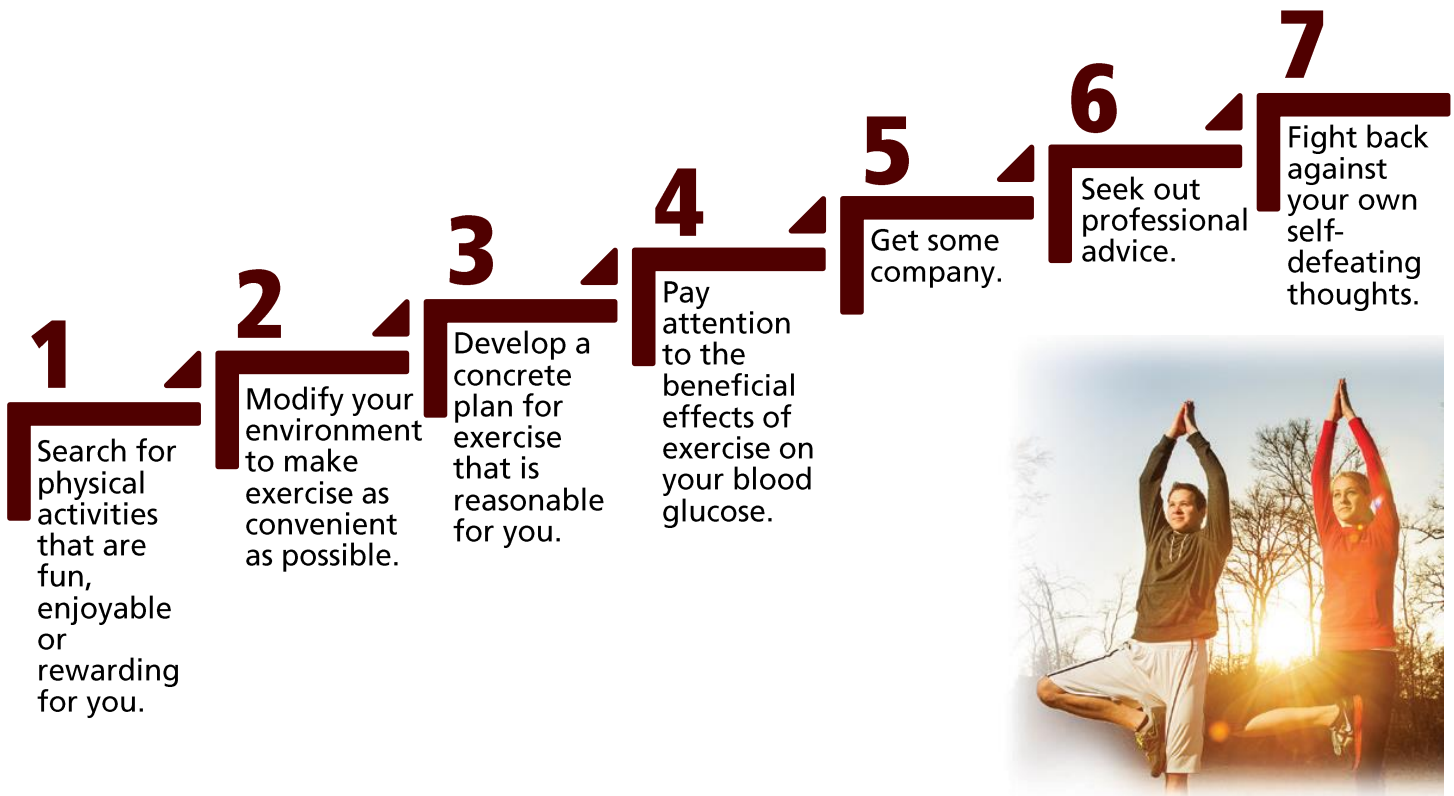 1
Search for
physical
activities
that are
fun,
enjoyable
or
rewarding
for you.
2
Modify your
environment
to make
exercise as
convenient
as possible.
3
Develop a
concrete
plan for
exercise
that is
reasonable
for you.
4
Pay
attention
to the
beneficial
effects of
exercise on
your blood
glucose.
5
Get some
company.
6
Seek out
professional
advice.
7
Fight back
against
your own
self-
defeating
thoughts.